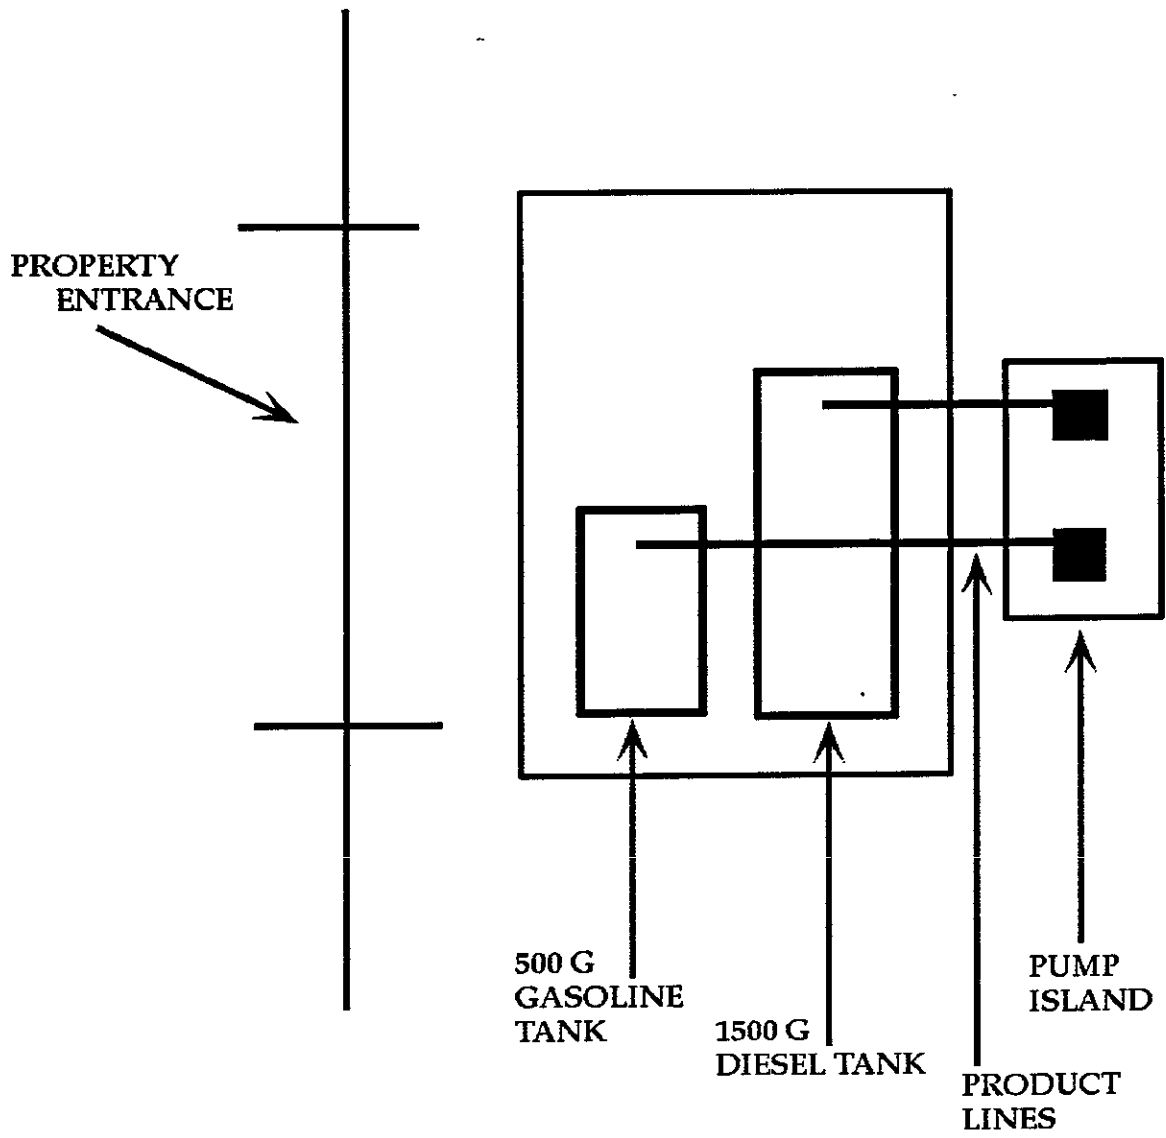 PROPERTY
ENTRANCE
500 G
GASOLINE
TANK
1500 G
DIESEL TANK
PUMP
ISLAND
PRODUCT
LINES